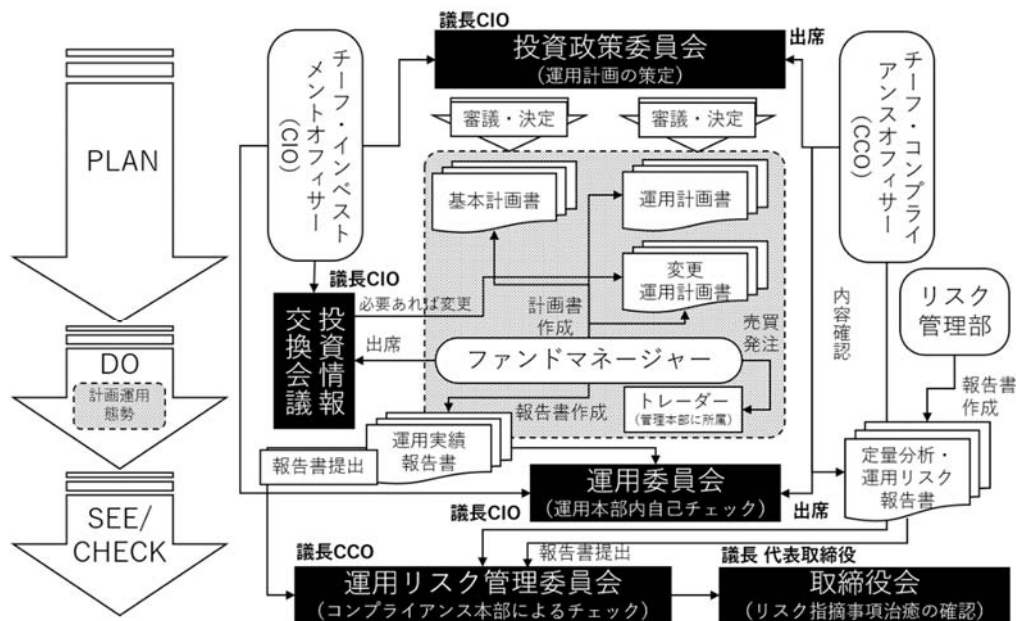 議長CIO
投資政策委員会
(運用計画の策定)
出席
チーフ・インベスト
メントオフィサー
(CIO)
チーフ・コンプライ
アンスオフィサー
(CCO)
PLAN
審議・決定
審議・決定
基本計画書
運用計画書
変更
運用計画書
議長CIO
必要あれば変更
計画書
作成
売買
発注
内容確認
リスク
管理部
投資情報
交換会議
出席
ファンドマネージャー
DO
計画運用
態勢
報告書作成
トレーダー
(管理本部に所属)
報告書
作成
運用実績
報告書
報告書提出
定量分析・
運用リスク
報告書
運用委員会
(運用本部内自己チェック)
議長CIO
出席
SEE/
CHECK
議長CCO
報告書提出
議長 代表取締役
運用リスク管理委員会
(コンプライアンス本部によるチェック)
取締役会
(リスク指摘事項治癒の確認)